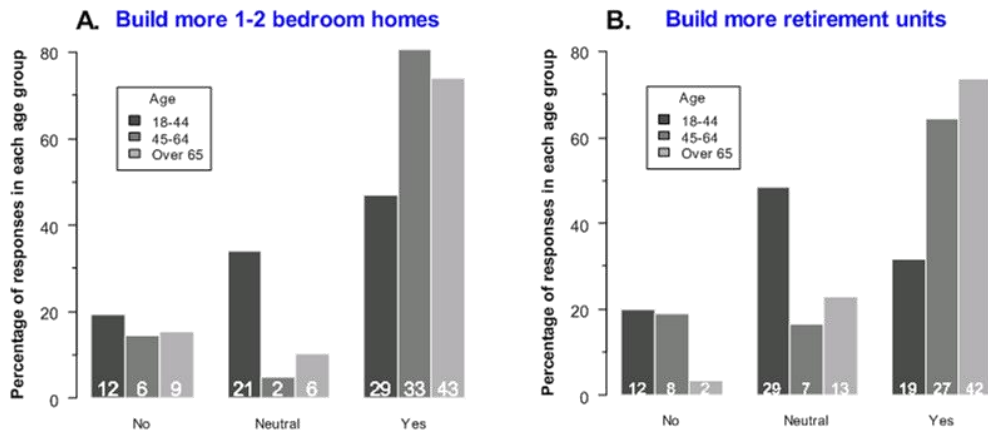 A. Build more 1-2 bedroom homes
Percentage of responses in each age group
80
60
40
20
0
Age
18-44
45-64
Over 65
12 6 9 21 2 6 29 33 43
No Neutral Yes
B. Build more retirement units
Percentage of responses in each age group
80
60
40
20
0
Age
18-44
45-64
Over 65
12 8 2 29 7 13 19 27 42
No Neutral Yes